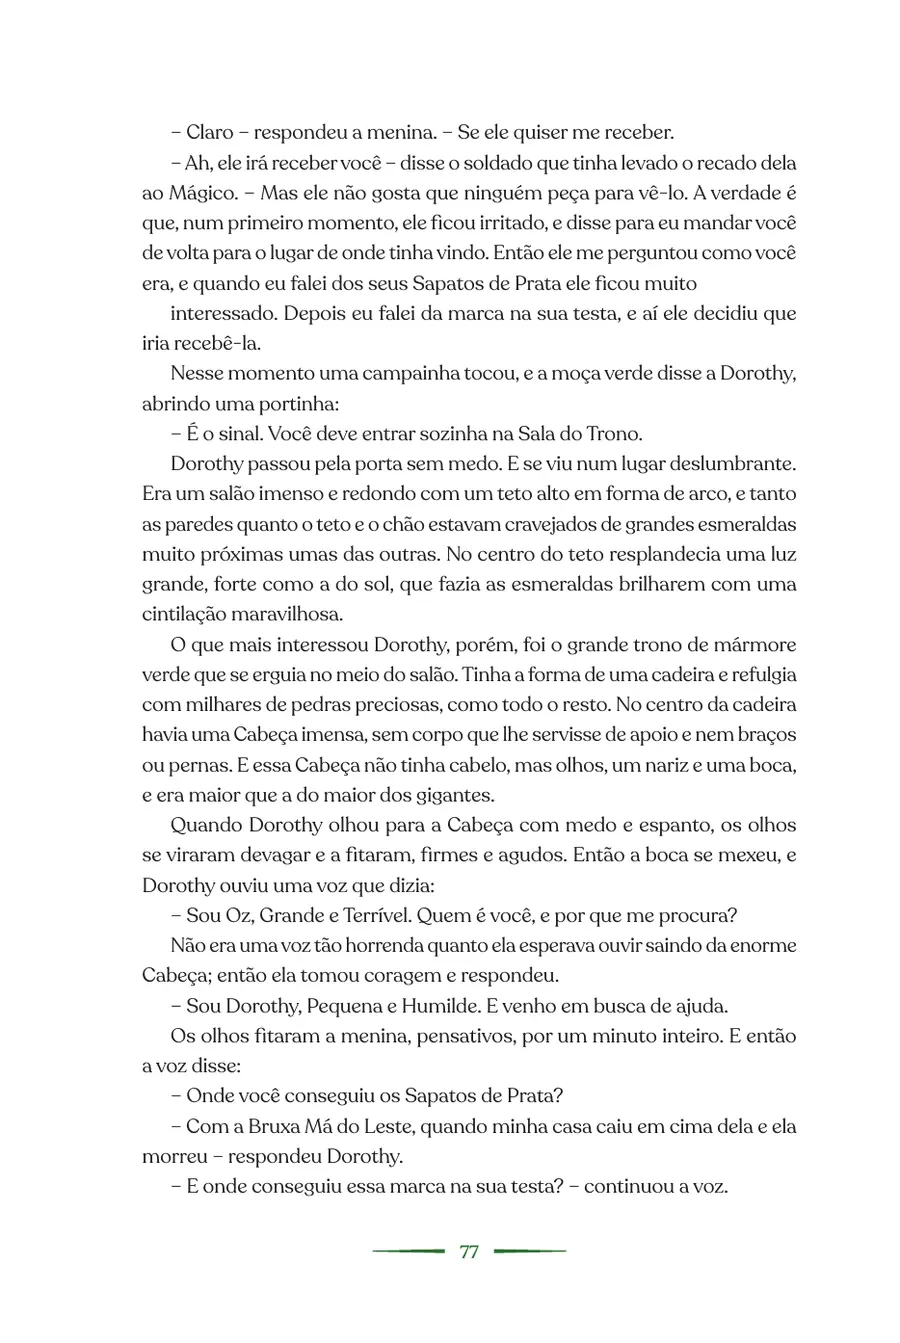 – Claro – respondeu a menina. – Se ele quiser me receber.
– Ah, ele irá receber você – disse o soldado que tinha levado o recado dela
ao Mágico. – Mas ele não gosta que ninguém peça para vê-lo. A verdade é
que, num primeiro momento, ele ficou irritado, e disse para eu mandar você
de volta para o lugar de onde tinha vindo. Então ele me perguntou como você
era, e quando eu falei dos seus Sapatos de Prata ele ficou muito
interessado. Depois eu falei da marca na sua testa, e aí ele decidiu que
iria recebê-la.
Nesse momento uma campainha tocou, e a moça verde disse a Dorothy,
abrindo uma portinha:
– É o sinal. Você deve entrar sozinha na Sala do Trono.
Dorothy passou pela porta sem medo. E se viu num lugar deslumbrante.
Era um salão imenso e redondo com um teto alto em forma de arco, e tanto
as paredes quanto o teto e o chão estavam cravejados de grandes esmeraldas
muito próximas umas das outras. No centro do teto resplandecia uma luz
grande, forte como a do sol, que fazia as esmeraldas brilharem com uma
cintilação maravilhosa.
O que mais interessou Dorothy, porém, foi o grande trono de mármore
verde que se erguia no meio do salão. Tinha a forma de uma cadeira e refulgia
com milhares de pedras preciosas, como todo o resto. No centro da cadeira
havia uma Cabeça imensa, sem corpo que lhe servisse de apoio e nem braços
ou pernas. E essa Cabeça não tinha cabelo, mas olhos, um nariz e uma boca,
e era maior que a do maior dos gigantes.
Quando Dorothy olhou para a Cabeça com medo e espanto, os olhos
se viraram devagar e a fitaram, firmes e agudos. Então a boca se mexeu, e
Dorothy ouviu uma voz que dizia:
– Sou Oz, Grande e Terrível. Quem é você, e por que me procura?
Não era uma voz tão horrenda quanto ela esperava ouvir saindo da enorme
Cabeça; então ela tomou coragem e respondeu.
– Sou Dorothy, Pequena e Humilde. E venho em busca de ajuda.
Os olhos fitaram a menina, pensativos, por um minuto inteiro. E então
a voz disse:
– Onde você conseguiu os Sapatos de Prata?
– Com a Bruxa Má do Leste, quando minha casa caiu em cima dela e ela
morreu – respondeu Dorothy.
– E onde conseguiu essa marca na sua testa? – continuou a voz.
77